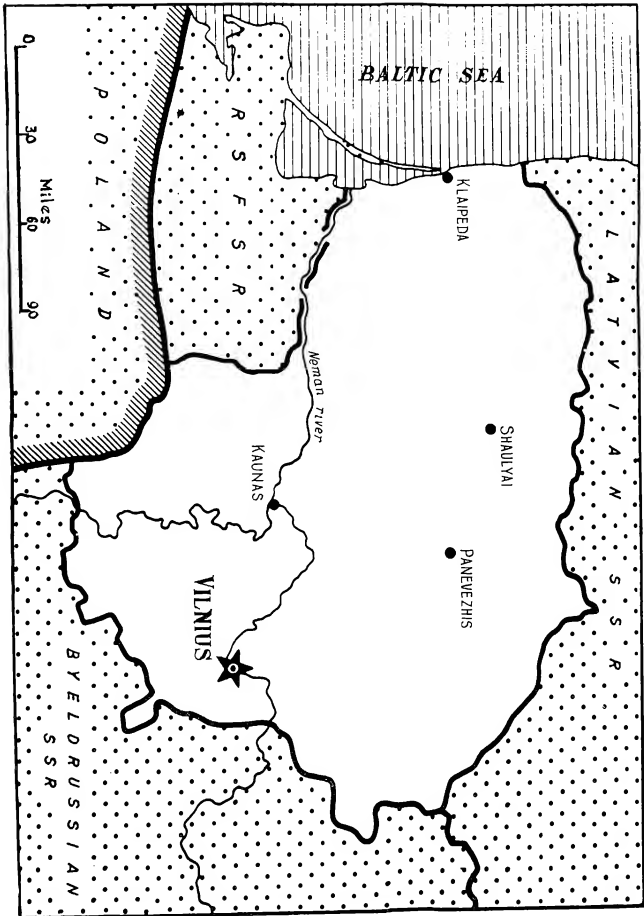 BALTIC SEA
LATVIAN SSR
KLAIPEDA
SHAULYAI
PANEVEZHIS
Neman river
RSFSR
KAUNAS
VILNIUS
POLAND
BYELORUSSIAN
SSR
0 30 60 90
Miles